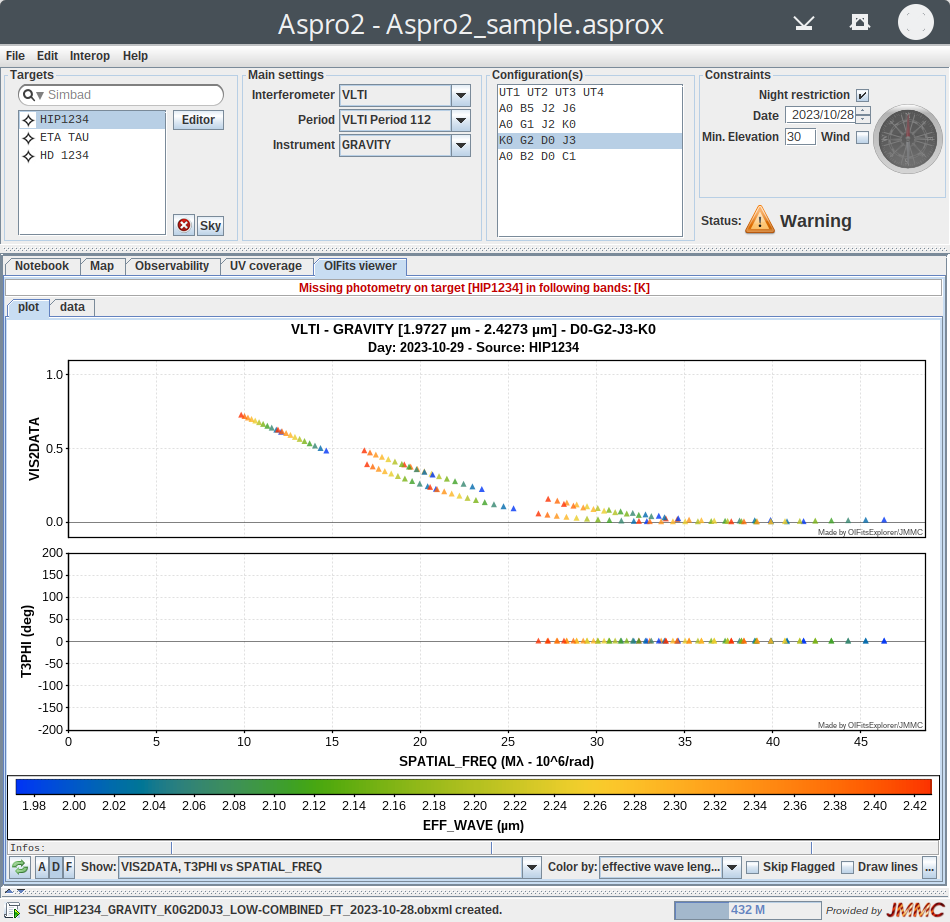 Aspro2 - Aspro2_sample.asprox
File Edit Interop Help
Targets
Simbad
HIP1234
ETA TAU
HD 1234
Editor
Sky
Main settings
Interferometer VLTI
Period VLTI Period 112
Instrument GRAVITY
Configuration(s)
UT1 UT2 UT3 UT4
A0 B5 J2 J6
A0 G1 J2 K0
K0 G2 D0 J3
A0 B2 D0 C1
Constraints
Night restriction
Date 2023/10/28
Min. Elevation 30 Wind
Status: Warning
Notebook Map Observability UV coverage OIFits viewer
Missing photometry on target [HIP1234] in following bands: [K]
plot data
VLTI - GRAVITY [1.9727 µm - 2.4273 µm] - D0-G2-J3-K0
Day: 2023-10-29 - Source: HIP1234
VIS2DATA
1.0
0.5
0.0
Made by OIFitsExplorer/JMMC
T3PHI (deg)
200
150
100
50
0
-50
-100
-150
-200
Made by OIFitsExplorer/JMMC
0 5 10 15 20 25 30 35 40 45
SPATIAL_FREQ (Mλ - 10^6/rad)
1.98 2.00 2.02 2.04 2.06 2.08 2.10 2.12 2.14 2.16 2.18 2.20 2.22 2.24 2.26 2.28 2.30 2.32 2.34 2.36 2.38 2.40 2.42
EFF_WAVE (µm)
Infos:
A D F Show: VIS2DATA, T3PHI vs SPATIAL_FREQ Color by: effective wave leng... Skip Flagged Draw lines ...
SCI_HIP1234_GRAVITY_K0G2D0J3_LOW-COMBINED_FT_2023-10-28.obxml created.
432 M
Provided by JMMC